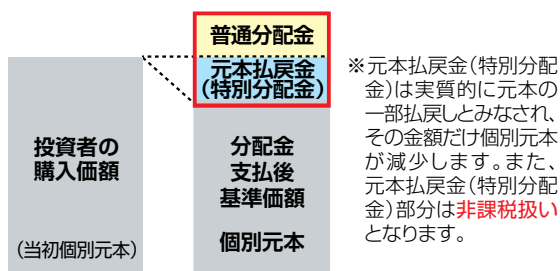 普通分配金
元本払戻金
(特別分配金)
投資者の
購入価額
(当初個別元本)
分配金
支払後
基準価額
個別元本
※元本払戻金(特別分配
金)は実質的に元本の
一部払戻しとみなされ、
その金額だけ個別元本
が減少します。また、
元本払戻金(特別分配
金)部分は非課税扱い
となります。